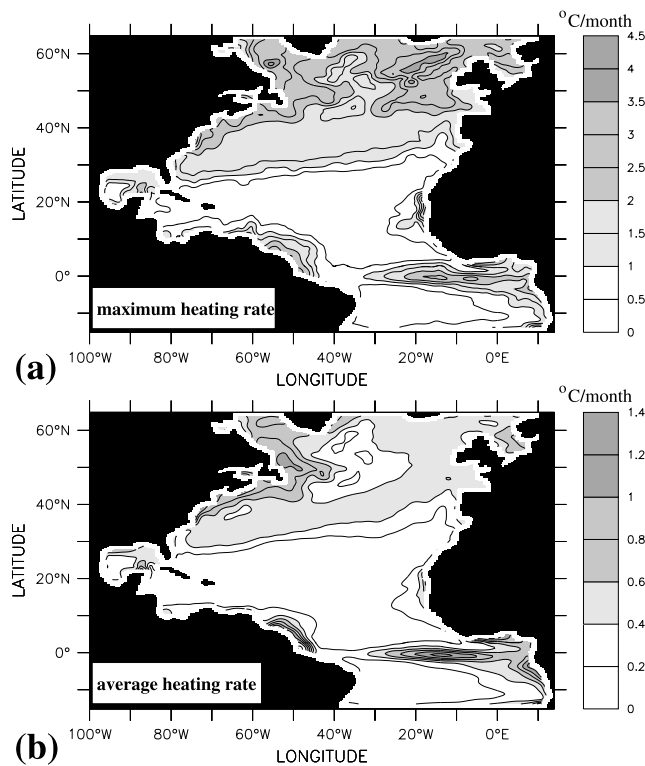 °C/month
60°N
40°N
20°N
0°
LATITUDE
4.5
4
3.5
3
2.5
2
1.5
1
0.5
0
maximum heating rate
(a)
100°W 80°W 60°W 40°W 20°W 0°E
LONGITUDE
°C/month
60°N
40°N
20°N
0°
LATITUDE
1.4
1.2
1
0.8
0.6
0.4
0.2
0
average heating rate
(b)
100°W 80°W 60°W 40°W 20°W 0°E
LONGITUDE